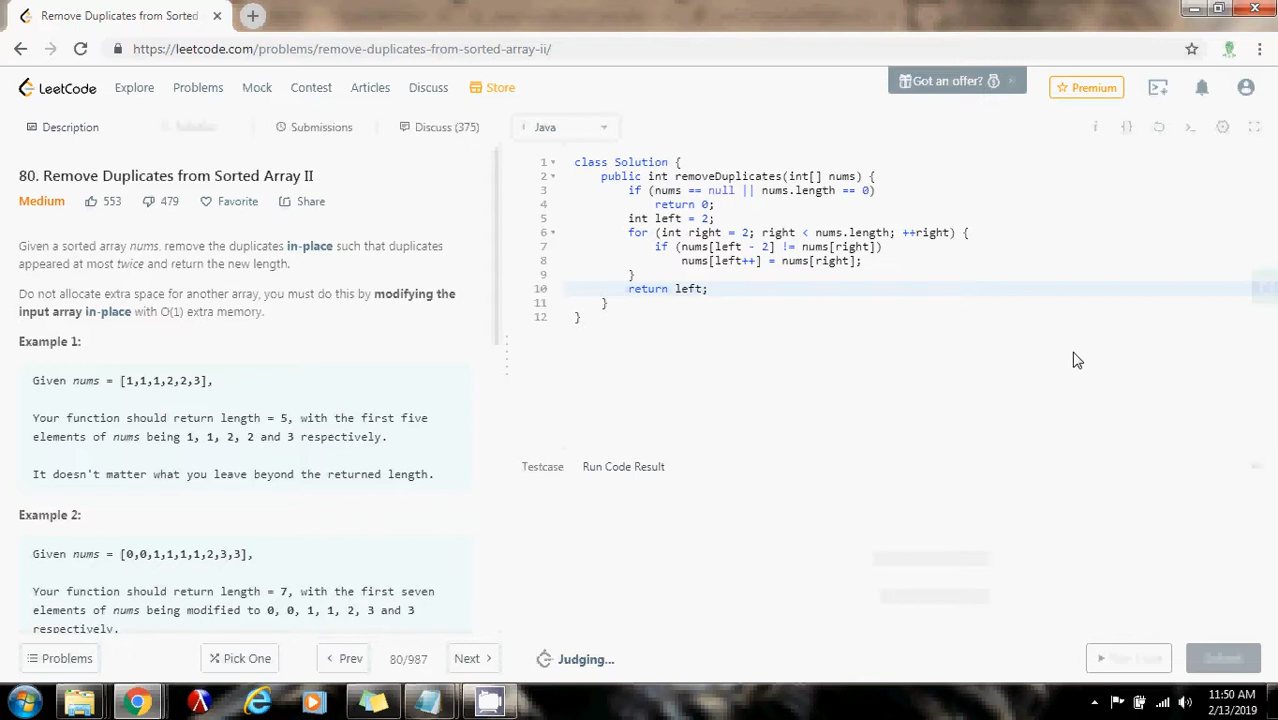 Remove Duplicates from Sorted
https://leetcode.com/problems/remove-duplicates-from-sorted-array-ii/
LeetCode
Explore
Problems
Mock
Contest
Articles
Discuss
Store
Got an offer?
Premium
Description
Solution
Submissions
Discuss (375)
Java
80. Remove Duplicates from Sorted Array II
Medium
553
479
Favorite
Share
Given a sorted array nums, remove the duplicates in-place such that duplicates
appeared at most twice and return the new length.
Do not allocate extra space for another array, you must do this by modifying the
input array in-place with O(1) extra memory.
Example 1:
Given nums = [1,1,1,2,2,3],
Your function should return length = 5, with the first five
elements of nums being 1, 1, 2, 2 and 3 respectively.
It doesn't matter what you leave beyond the returned length.
Example 2:
Given nums = [0,0,1,1,1,1,2,3,3],
Your function should return length = 7, with the first seven
elements of nums being modified to 0, 0, 1, 1, 2, 3 and 3
respectively.
1 class Solution {
2 public int removeDuplicates(int[] nums) {
3 if (nums == null || nums.length == 0)
4 return 0;
5 int left = 2;
6 for (int right = 2; right < nums.length; ++right) {
7 if (nums[left - 2] != nums[right])
8 nums[left++] = nums[right];
9 }
10 return left;
11 }
12 }
Testcase
Run Code Result
Problems
Pick One
Prev
80/987
Next
Judging...
Run Code
Submit
11:50 AM
2/13/2019